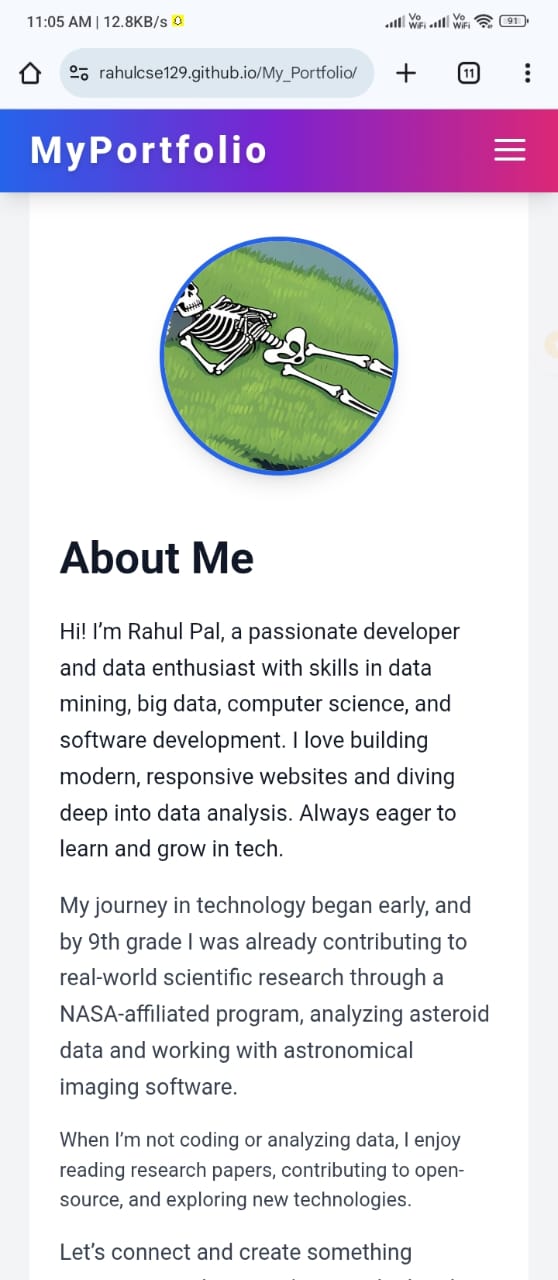 11:05 AM | 12.8KB/s
Vo WiFi Vo WiFi 91
rahulcse129.github.io/My_Portfolio/ 11
MyPortfolio
About Me
Hi! I’m Rahul Pal, a passionate developer
and data enthusiast with skills in data
mining, big data, computer science, and
software development. I love building
modern, responsive websites and diving
deep into data analysis. Always eager to
learn and grow in tech.
My journey in technology began early, and
by 9th grade I was already contributing to
real-world scientific research through a
NASA-affiliated program, analyzing asteroid
data and working with astronomical
imaging software.
When I’m not coding or analyzing data, I enjoy
reading research papers, contributing to open-
source, and exploring new technologies.
Let’s connect and create something